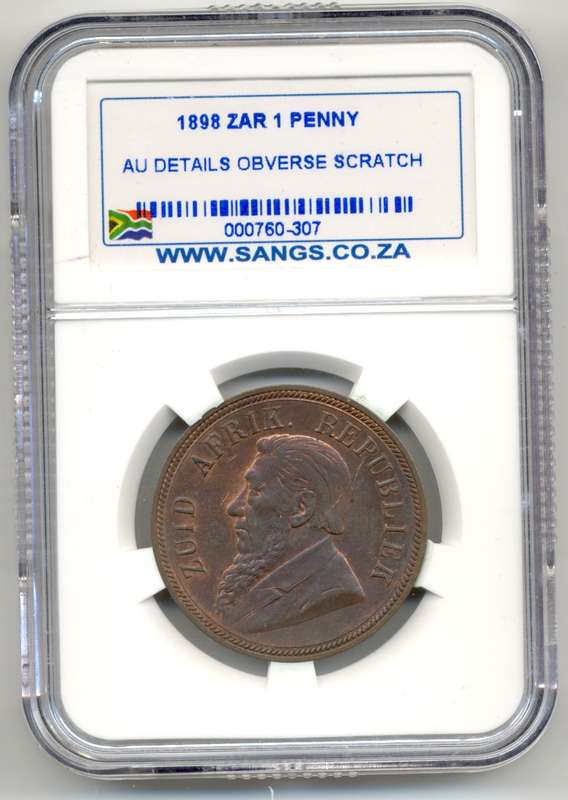 1898 ZAR 1 PENNY
AU DETAILS OBVERSE SCRATCH
000760-307
WWW.SANGS.CO.ZA
ZUID AFRIK. REPUBLIEK